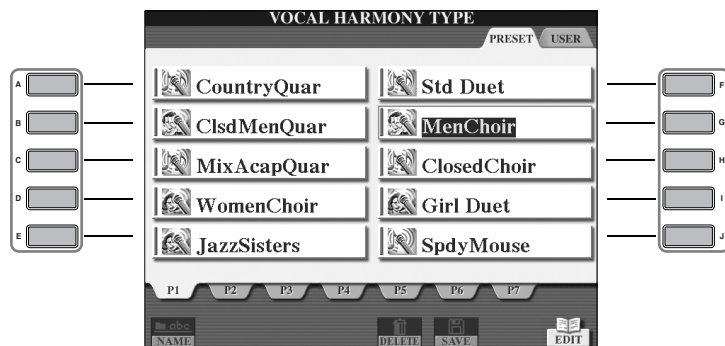 VOCAL HARMONY TYPE
PRESET USER
A CountryQuar Std Duet F
B ClsdMenQuar MenChoir G
C MixAcapQuar ClosedChoir H
D WomenChoir Girl Duet I
E JazzSisters SpdyMouse J
P1 P2 P3 P4 P5 P6 P7
abc
NAME DELETE SAVE EDIT